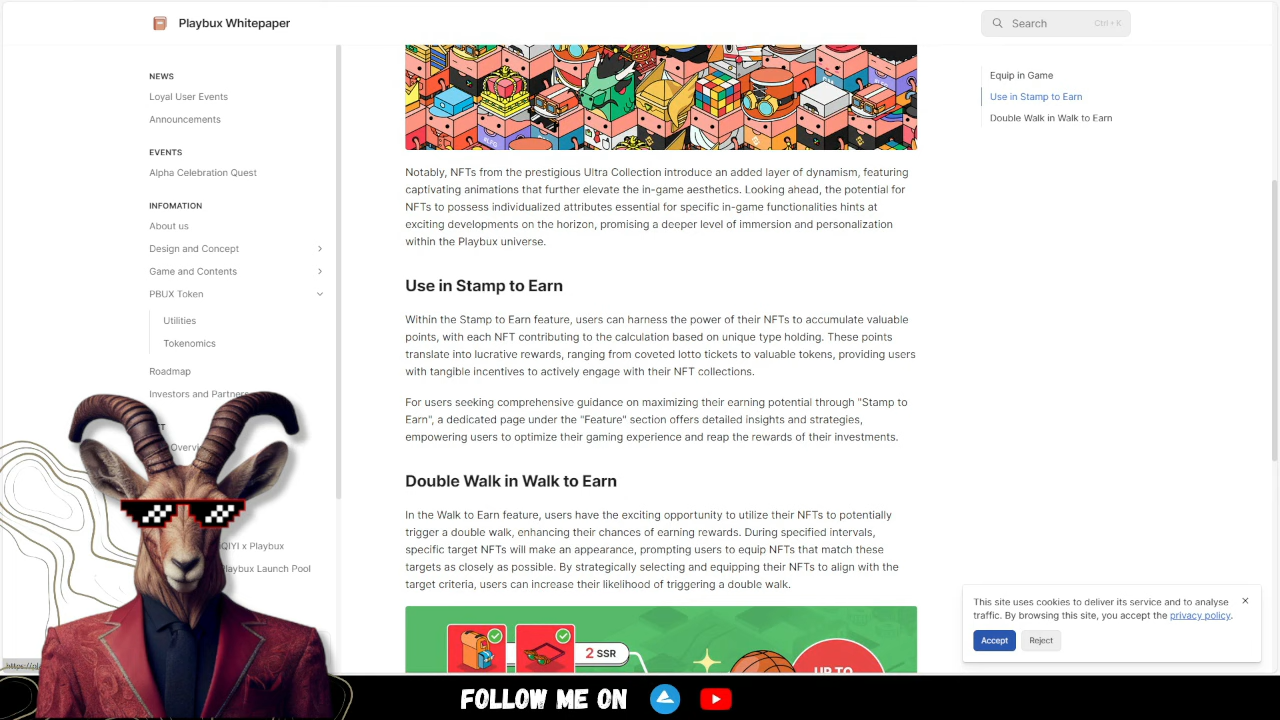 Playbux Whitepaper
Search
Ctrl + K
NEWS
Loyal User Events
Announcements
EVENTS
Alpha Celebration Quest
INFOMATION
About us
Design and Concept
Game and Contents
PBUX Token
Utilities
Tokenomics
Roadmap
Investors and Partners
Overvi
QIYI x Playbux
Playbux Launch Pool
https://pl
Notably, NFTs from the prestigious Ultra Collection introduce an added layer of dynamism, featuring
captivating animations that further elevate the in-game aesthetics. Looking ahead, the potential for
NFTs to possess individualized attributes essential for specific in-game functionalities hints at
exciting developments on the horizon, promising a deeper level of immersion and personalization
within the Playbux universe.
Use in Stamp to Earn
Within the Stamp to Earn feature, users can harness the power of their NFTs to accumulate valuable
points, with each NFT contributing to the calculation based on unique type holding. These points
translate into lucrative rewards, ranging from coveted lotto tickets to valuable tokens, providing users
with tangible incentives to actively engage with their NFT collections.
For users seeking comprehensive guidance on maximizing their earning potential through "Stamp to
Earn", a dedicated page under the "Feature" section offers detailed insights and strategies,
empowering users to optimize their gaming experience and reap the rewards of their investments.
Double Walk in Walk to Earn
In the Walk to Earn feature, users have the exciting opportunity to utilize their NFTs to potentially
trigger a double walk, enhancing their chances of earning rewards. During specified intervals,
specific target NFTs will make an appearance, prompting users to equip NFTs that match these
targets as closely as possible. By strategically selecting and equipping their NFTs to align with the
target criteria, users can increase their likelihood of triggering a double walk.
2 SSR
UP TO
Equip in Game
Use in Stamp to Earn
Double Walk in Walk to Earn
This site uses cookies to deliver its service and to analyse
traffic. By browsing this site, you accept the privacy policy.
Accept
Reject
FOLLOW ME ON